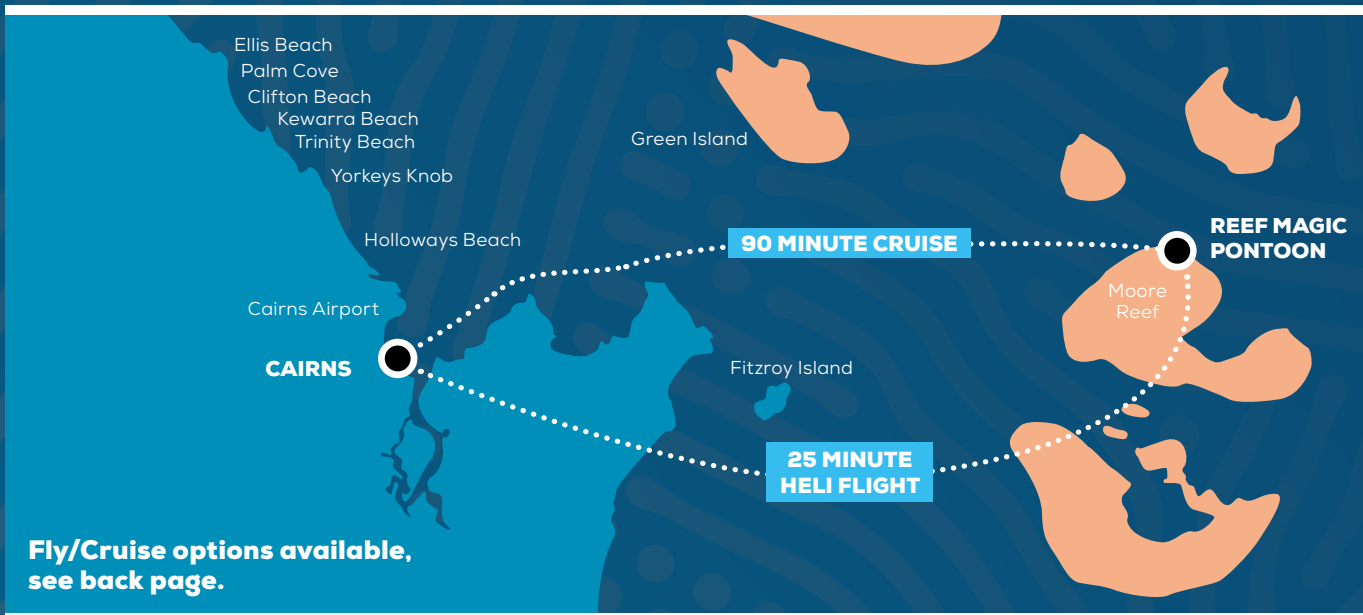 Ellis Beach
Palm Cove
Clifton Beach
Kewarra Beach
Trinity Beach
Green Island
Yorkeys Knob
Holloways Beach
90 MINUTE CRUISE
REEF MAGIC
PONTOON
Moore
Reef
Cairns Airport
CAIRNS
Fitzroy Island
25 MINUTE
HELI FLIGHT
Fly/Cruise options available,
see back page.